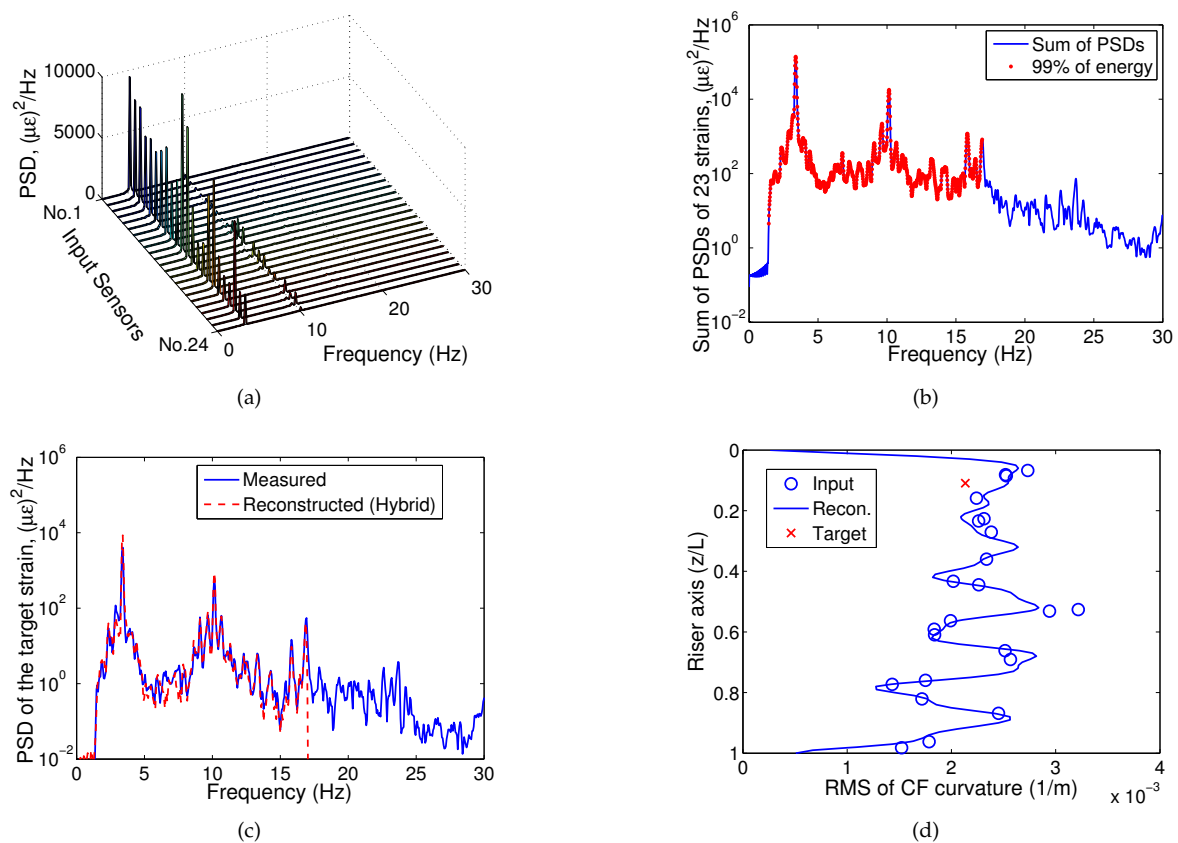 10000
5000
0
PSD, (με)²/Hz
No.1
Input Sensors
No.24
0
10
20
30
Frequency (Hz)
(a)
10⁶
10⁴
10²
10⁰
10⁻²
Sum of PSDs of 23 strains, (με)²/Hz
Sum of PSDs
99% of energy
0 5 10 15 20 25 30
Frequency (Hz)
(b)
10⁶
10⁴
10²
10⁰
10⁻²
PSD of the target strain, (με)²/Hz
Measured
Reconstructed (Hybrid)
0 5 10 15 20 25 30
Frequency (Hz)
(c)
0
0.2
0.4
0.6
0.8
1
Riser axis (z/L)
Input
Recon.
Target
0 1 2 3 4
RMS of CF curvature (1/m)
x 10⁻³
(d)